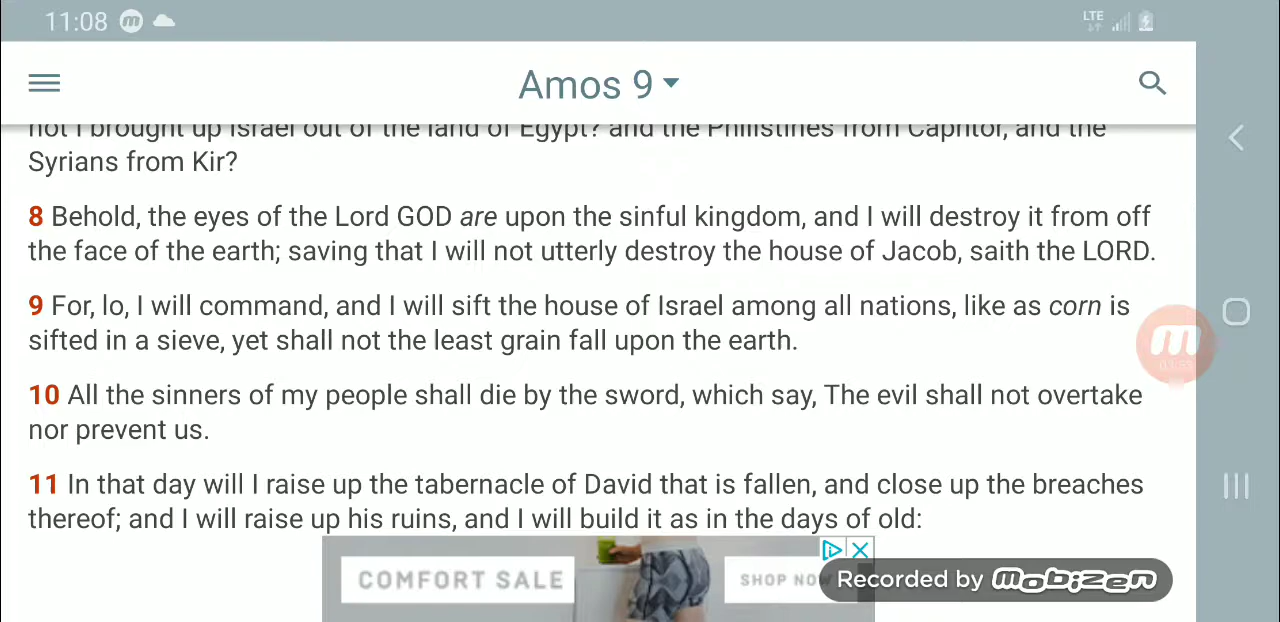 11:08 m
LTE
Amos 9
not I brought up Israel out of the land of Egypt? and the Philistines from Caphtor, and the
Syrians from Kir?
8 Behold, the eyes of the Lord GOD are upon the sinful kingdom, and I will destroy it from off
the face of the earth; saving that I will not utterly destroy the house of Jacob, saith the LORD.
9 For, lo, I will command, and I will sift the house of Israel among all nations, like as corn is
sifted in a sieve, yet shall not the least grain fall upon the earth.
m
10 All the sinners of my people shall die by the sword, which say, The evil shall not overtake
nor prevent us.
11 In that day will I raise up the tabernacle of David that is fallen, and close up the breaches
thereof; and I will raise up his ruins, and I will build it as in the days of old:
COMFORT SALE
SHOP NOW
Recorded by mobizen